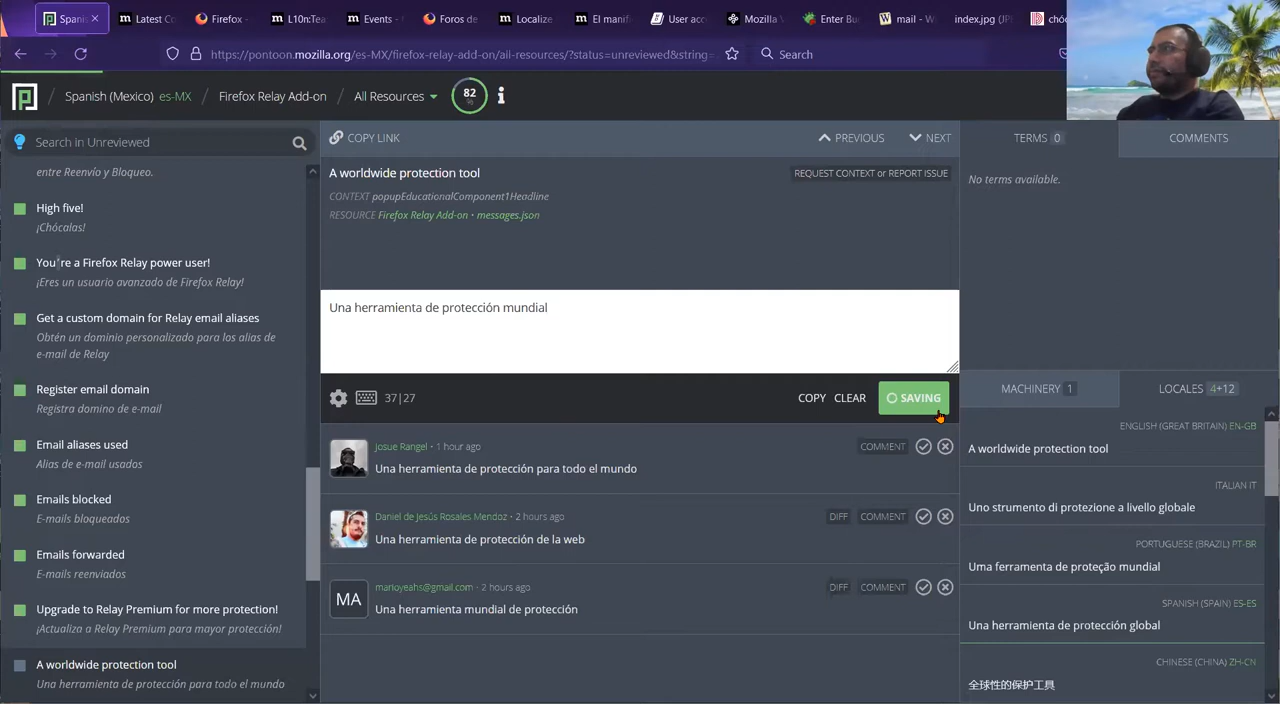 Spanis
Latest Co
Firefox -
L10n:Tea
Events -
Foros de
Localize
El manif
User acc
Mozilla
Enter Bu
mail - W
index.jpg (JP
chóc
https://pontoon.mozilla.org/es-MX/firefox-relay-add-on/all-resources/?status=unreviewed&string=
Search
Spanish (Mexico) es-MX / Firefox Relay Add-on / All Resources
82
%
Search in Unreviewed
entre Reenvío y Bloqueo.
High five!
¡Chócalas!
You're a Firefox Relay power user!
¡Eres un usuario avanzado de Firefox Relay!
Get a custom domain for Relay email aliases
Obtén un dominio personalizado para los alias de
e-mail de Relay
Register email domain
Registra domino de e-mail
Email aliases used
Alias de e-mail usados
Emails blocked
E-mails bloqueados
Emails forwarded
E-mails reenviados
Upgrade to Relay Premium for more protection!
¡Actualiza a Relay Premium para mayor protección!
A worldwide protection tool
Una herramienta de protección para todo el mundo
COPY LINK
PREVIOUS
NEXT
A worldwide protection tool
REQUEST CONTEXT or REPORT ISSUE
CONTEXT popupEducationalComponent1Headline
RESOURCE Firefox Relay Add-on • messages.json
Una herramienta de protección mundial
37|27
COPY
CLEAR
SAVING
Josue Rangel • 1 hour ago
COMMENT
Una herramienta de protección para todo el mundo
Daniel de Jesús Rosales Mendoz • 2 hours ago
DIFF
COMMENT
Una herramienta de protección de la web
MA
marioyeahs@gmail.com • 2 hours ago
DIFF
COMMENT
Una herramienta mundial de protección
TERMS 0
COMMENTS
No terms available.
MACHINERY 1
LOCALES 4+12
ENGLISH (GREAT BRITAIN) EN-GB
A worldwide protection tool
ITALIAN IT
Uno strumento di protezione a livello globale
PORTUGUESE (BRAZIL) PT-BR
Uma ferramenta de proteção mundial
SPANISH (SPAIN) ES-ES
Una herramienta de protección global
CHINESE (CHINA) ZH-CN
全球性的保护工具